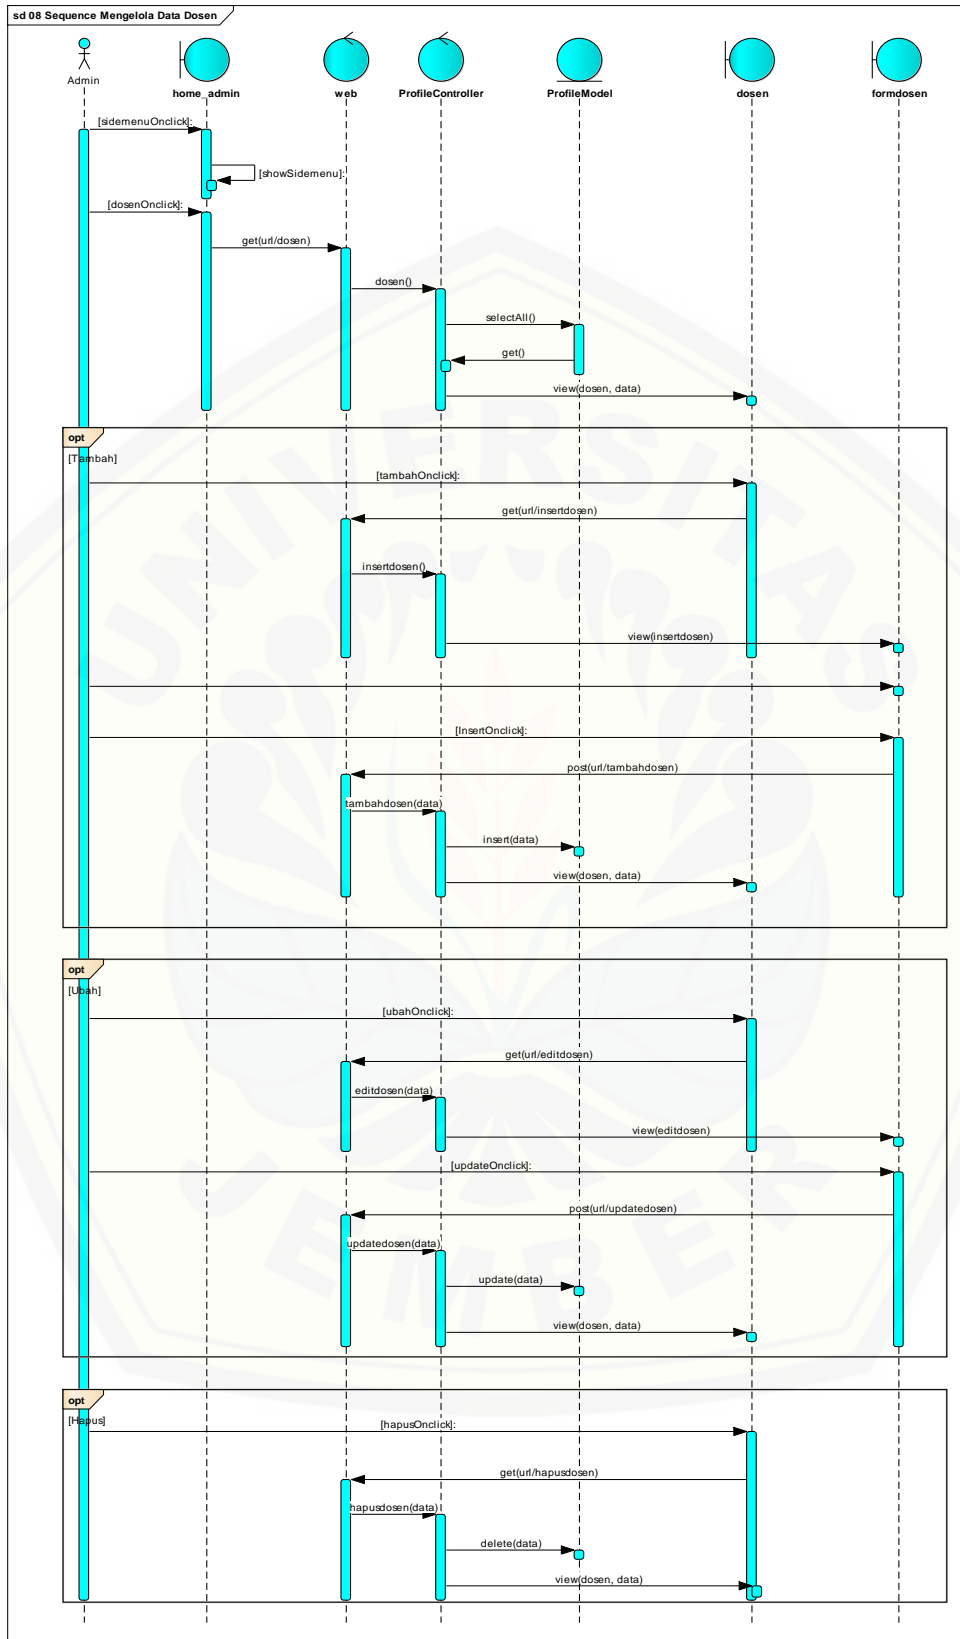 sd 08 Sequence Mengelola Data Dosen
Admin
home_admin
web
ProfileController
ProfileModel
dosen
formdosen
[sidemenuOnclick]:
[showSidemenu]:
[dosenOnclick]:
get(url/dosen)
dosen()
selectAll()
get()
view(dosen, data)
opt
[Tambah]
[tambahOnclick]:
get(url/insertdosen)
insertdosen()
view(insertdosen)
[InsertOnclick]:
post(url/tambahdosen)
tambahdosen(data)
insert(data)
view(dosen, data)
opt
[Ubah]
[ubahOnclick]:
get(url/editdosen)
editdosen(data)
view(editdosen)
[updateOnclick]:
post(url/updatedosen)
updatedosen(data)
update(data)
view(dosen, data)
opt
[Hapus]
[hapusOnclick]:
get(url/hapusdosen)
hapusdosen(data)
delete(data)
view(dosen, data)
UNIVERSITAS
JEMBER